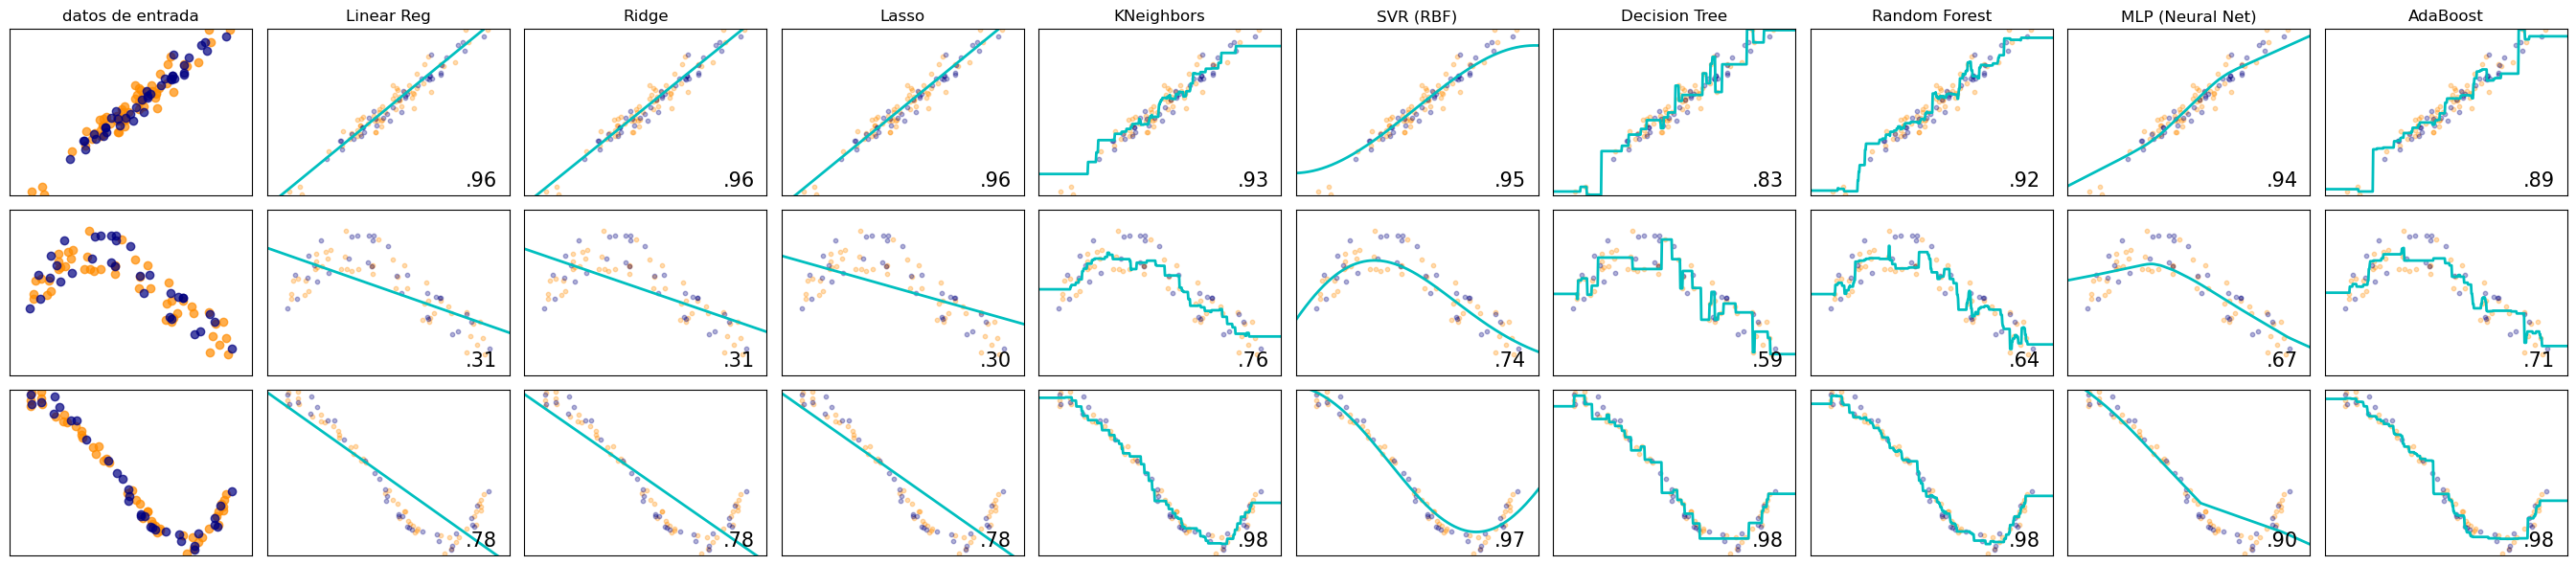 datos de entrada Linear Reg Ridge Lasso KNeighbors SVR (RBF) Decision Tree Random Forest MLP (Neural Net) AdaBoost
.96 .96 .96 .93 .95 .83 .92 .94 .89
.31 .31 .30 .76 .74 .59 .64 .67 .71
.78 .78 .78 .98 .97 .98 .98 .90 .98